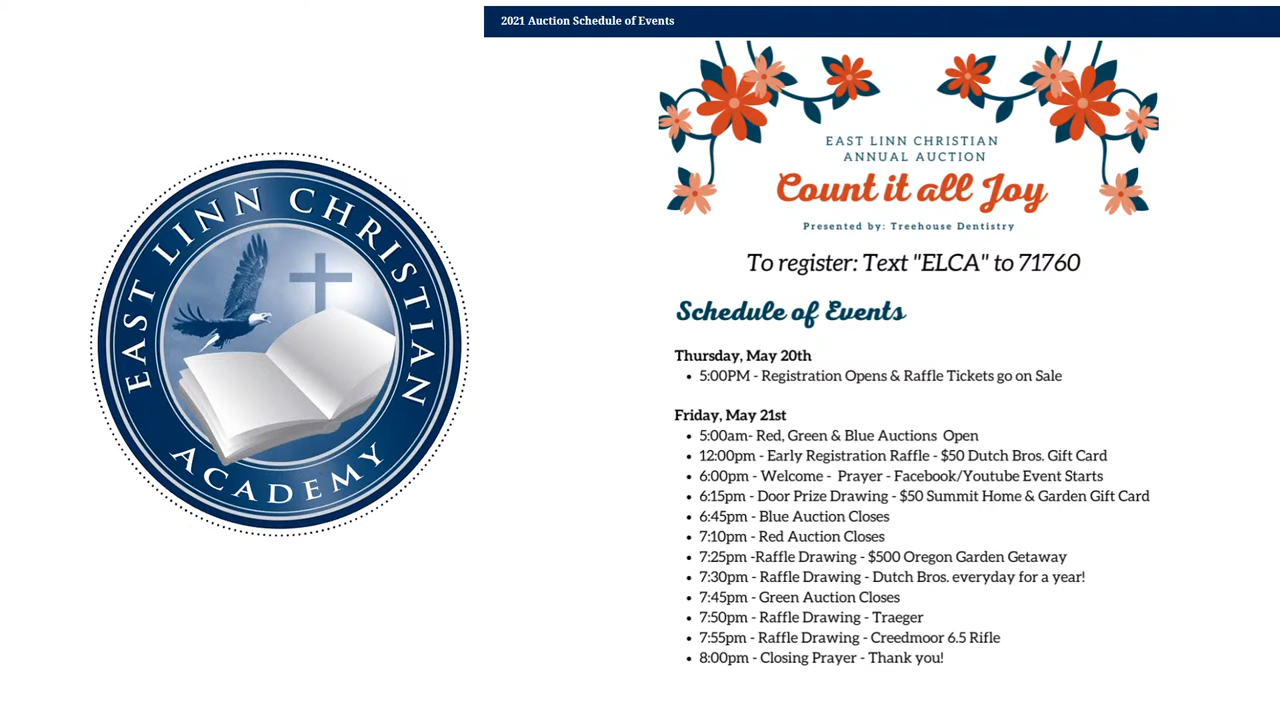 2021 Auction Schedule of Events
EAST LINN CHRISTIAN
ACADEMY
EAST LINN CHRISTIAN
ANNUAL AUCTION
Count it all Joy
Presented by: Treehouse Dentistry
To register: Text "ELCA" to 71760
Schedule of Events
Thursday, May 20th
• 5:00PM - Registration Opens & Raffle Tickets go on Sale
Friday, May 21st
• 5:00am- Red, Green & Blue Auctions Open
• 12:00pm - Early Registration Raffle - $50 Dutch Bros. Gift Card
• 6:00pm - Welcome - Prayer - Facebook/Youtube Event Starts
• 6:15pm - Door Prize Drawing - $50 Summit Home & Garden Gift Card
• 6:45pm - Blue Auction Closes
• 7:10pm - Red Auction Closes
• 7:25pm -Raffle Drawing - $500 Oregon Garden Getaway
• 7:30pm - Raffle Drawing - Dutch Bros. everyday for a year!
• 7:45pm - Green Auction Closes
• 7:50pm - Raffle Drawing - Traeger
• 7:55pm - Raffle Drawing - Creedmoor 6.5 Rifle
• 8:00pm - Closing Prayer - Thank you!